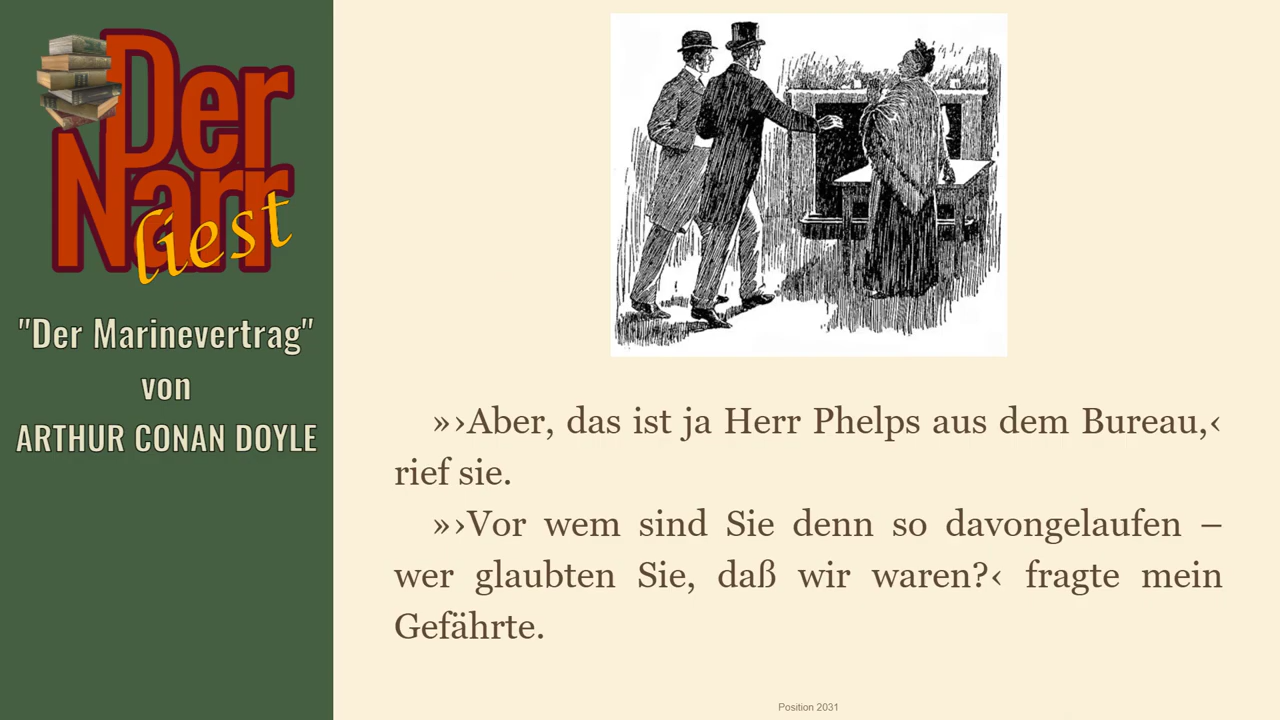 Der
Narr
liest
"Der Marinevertrag"
von
ARTHUR CONAN DOYLE
»›Aber, das ist ja Herr Phelps aus dem Bureau,‹
rief sie.
»›Vor wem sind Sie denn so davongelaufen –
wer glaubten Sie, daß wir waren?‹ fragte mein
Gefährte.
Position 2031